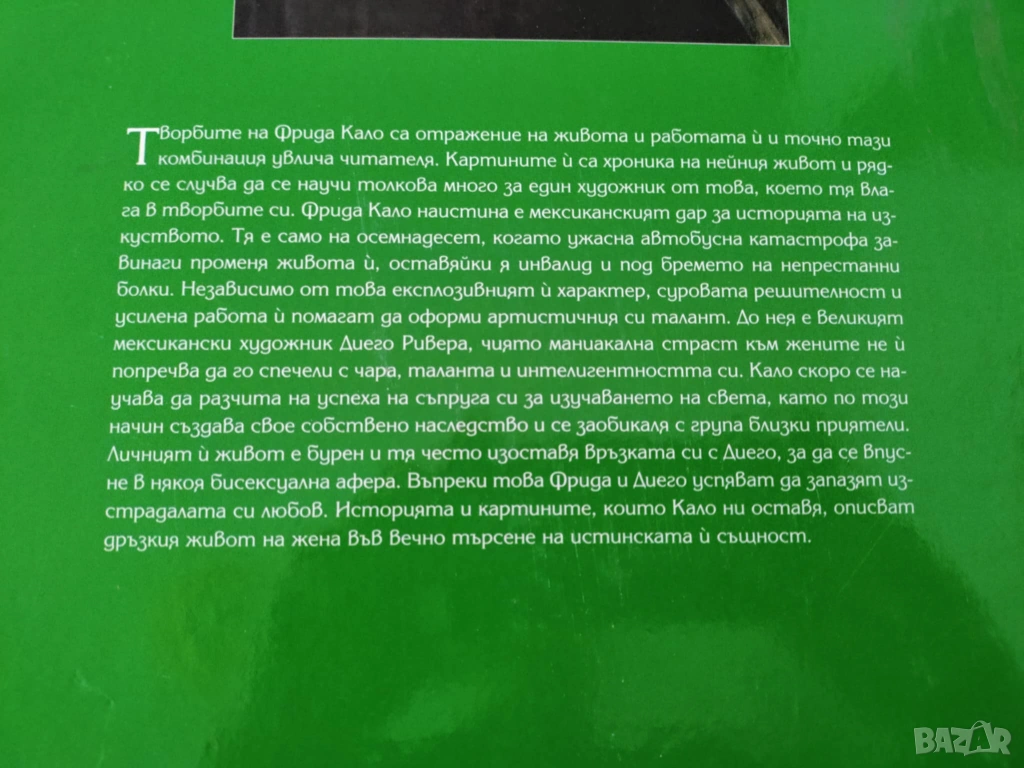 Творбите на Фрида Кало са отражение на живота и работата ѝ и точно тази
комбинация увлича читателя. Картините ѝ са хроника на нейния живот и ряд-
ко се случва да се научи толкова много за един художник от това, което тя вла-
га в творбите си. Фрида Кало наистина е мексиканският дар за историята на из-
куството. Тя е само на осемнадесет, когато ужасна автобусна катастрофа за-
винаги променя живота ѝ, оставяйки я инвалид и под бремето на непрестанни
болки. Независимо от това експлозивният ѝ характер, суровата решителност и
усилена работа ѝ помагат да оформи артистичния си талант. До нея е великият
мексикански художник Диего Ривера, чиято маниакална страст към жените не ѝ
попречва да го спечели с чара, таланта и интелигентността си. Кало скоро се на-
учава да разчита на успеха на съпруга си за изучаването на света, като по този
начин създава свое собствено наследство и се заобикаля с група близки приятели.
Личният ѝ живот е бурен и тя често изоставя връзката си с Диего, за да се впус-
не в някоя бисексуална афера. Въпреки това Фрида и Диего успяват да запазят из-
страдалата си любов. Историята и картините, които Кало ни оставя, описват
дръзкия живот на жена във вечно търсене на истинската ѝ същност.
BAZAR